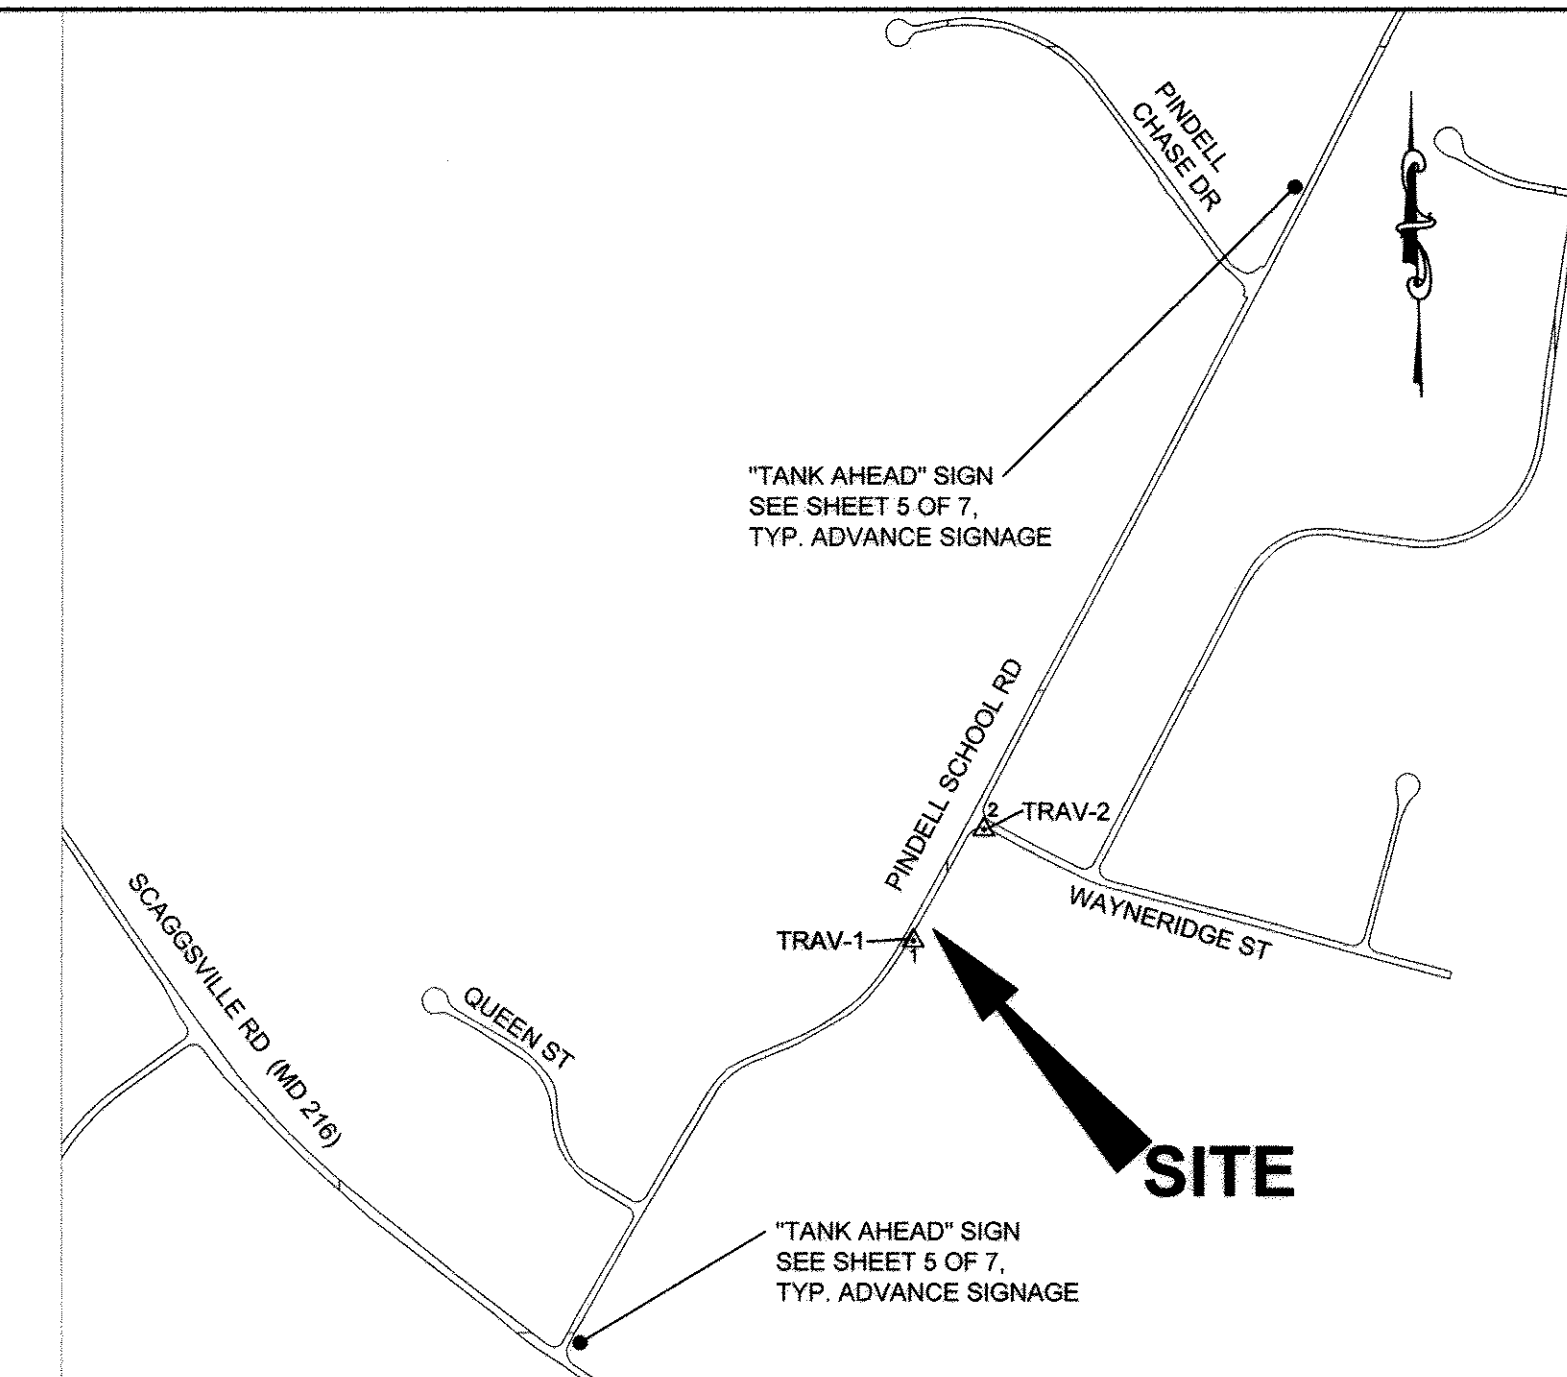 PINDELL
CHASE DR
"TANK AHEAD" SIGN
SEE SHEET 5 OF 7,
TYP. ADVANCE SIGNAGE
PINDELL SCHOOL RD
2
TRAV-2
WAYNERIDGE ST
TRAV-1
1
SCAGGSVILLE RD (MD 216)
QUEEN ST
SITE
"TANK AHEAD" SIGN
SEE SHEET 5 OF 7,
TYP. ADVANCE SIGNAGE